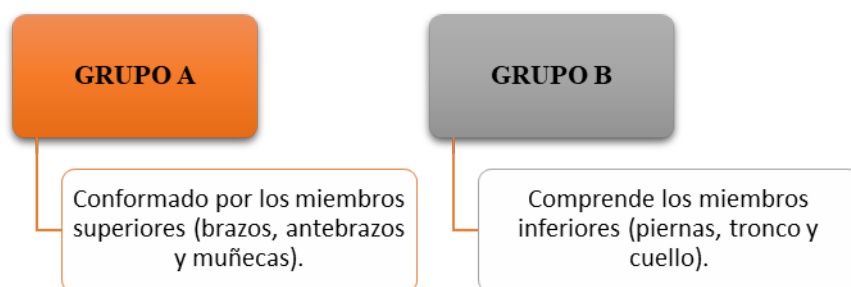 GRUPO A
Conformado por los miembros
superiores (brazos, antebrazos
y muñecas).
GRUPO B
Comprende los miembros
inferiores (piernas, tronco y
cuello).